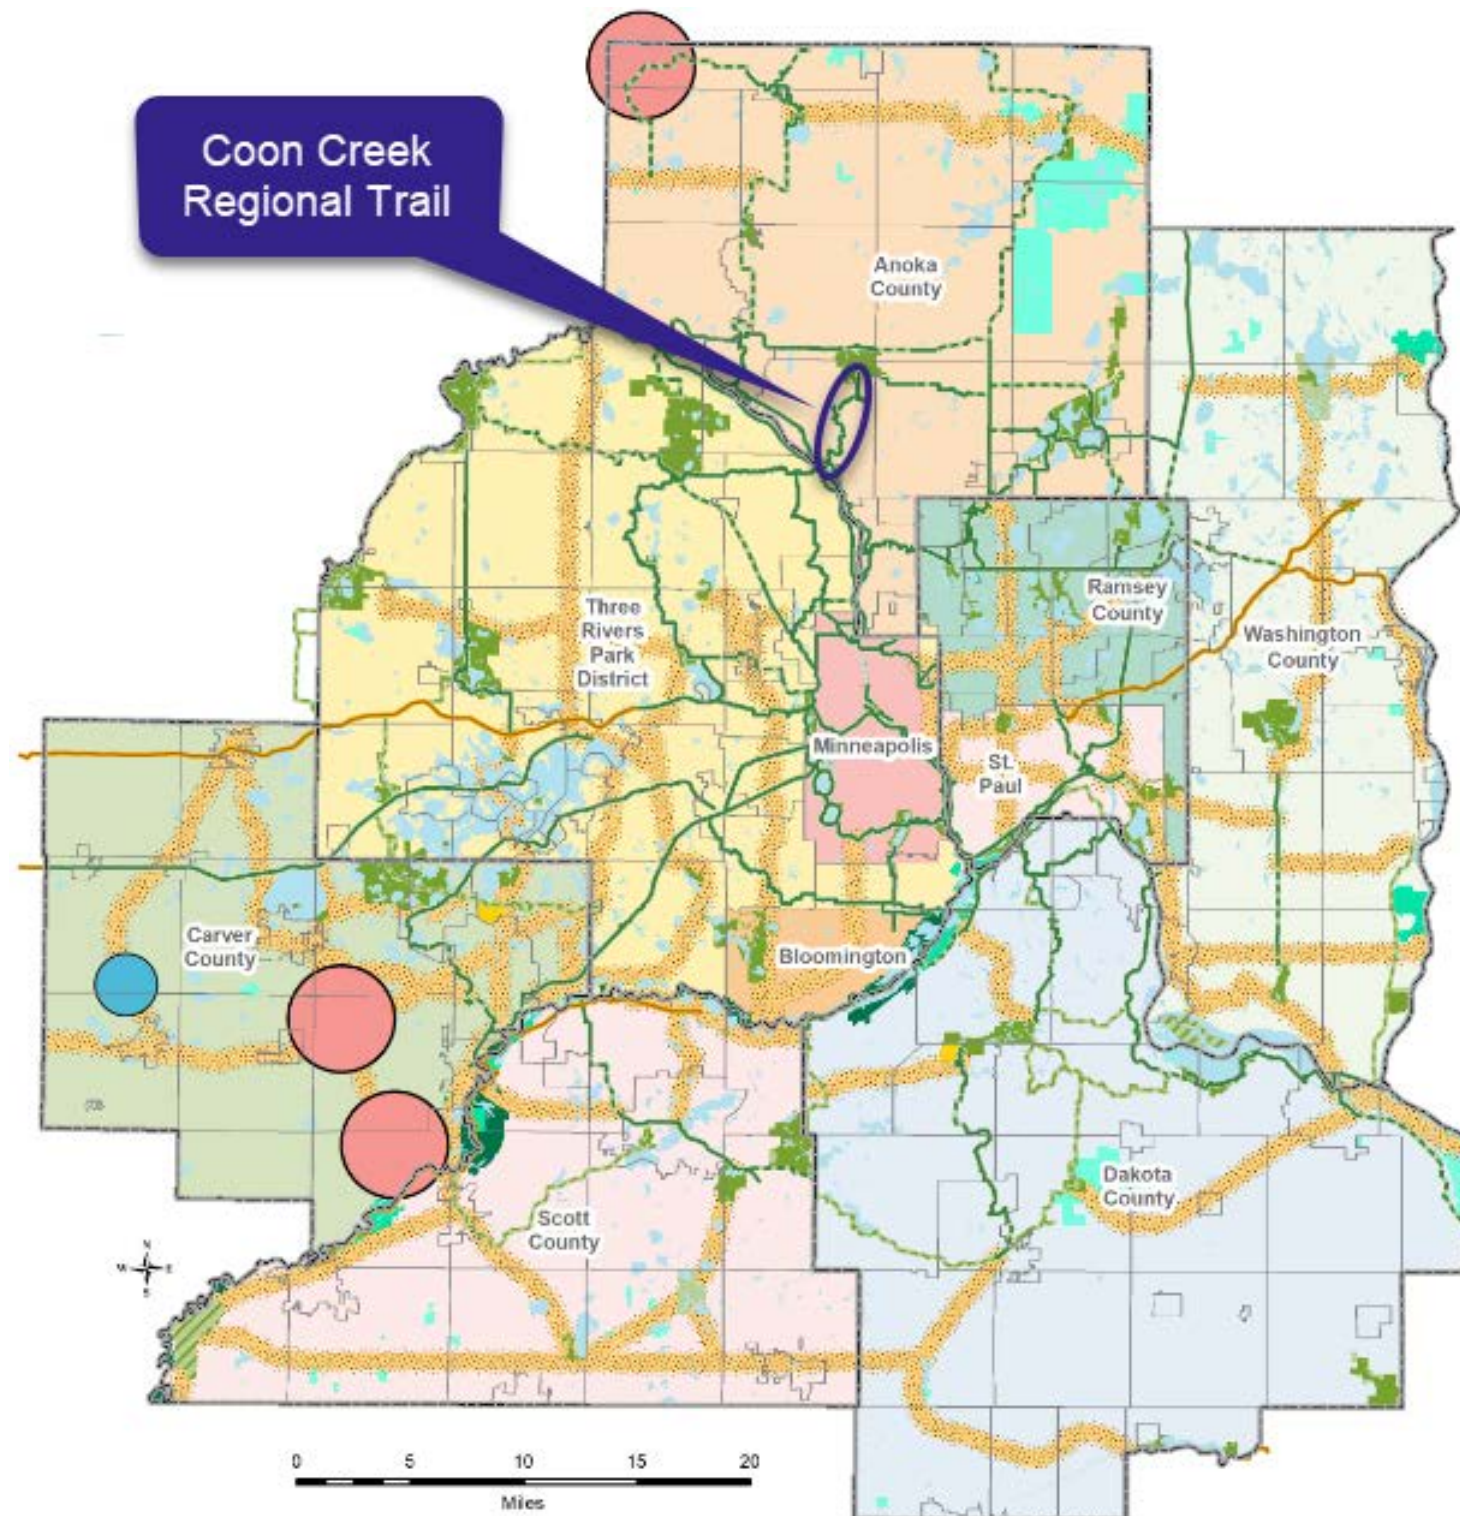 Coon Creek
Regional Trail
Anoka
County
Three
Rivers
Park
District
Ramsey
County
Washington
County
Minneapolis
St.
Paul
Carver
County
Bloomington
Dakota
County
Scott
County
N
W
E
S
0 5 10 15 20
Miles